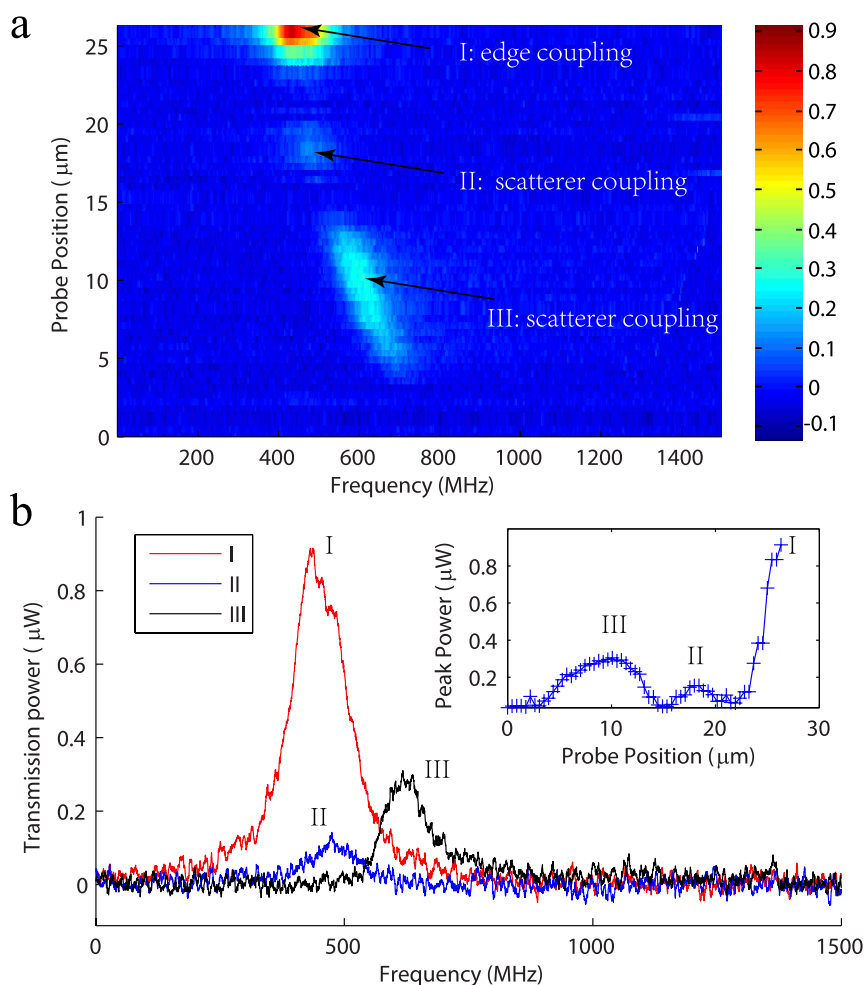 a
25
20
15
10
5
0
Probe Position ( μm)
I: edge coupling
II: scatterer coupling
III: scatterer coupling
200 400 600 800 1000 1200 1400
Frequency (MHz)
0.9
0.8
0.7
0.6
0.5
0.4
0.3
0.2
0.1
0
-0.1
b
1
0.8
0.6
0.4
0.2
0
Transmission power ( μW)
I
II
III
I
II
III
0 500 1000 1500
Frequency (MHz)
0.8
0.6
0.4
0.2
Peak Power ( μW)
I
III
II
0 10 20 30
Probe Position ( μm)